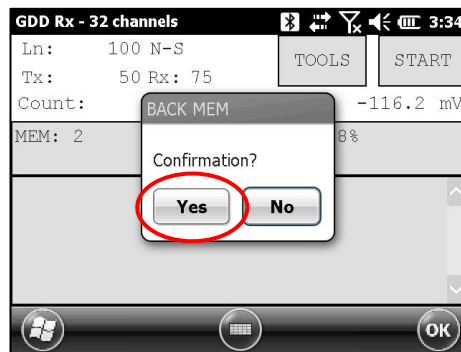 GDD Rx - 32 channels 3:34
Ln: 100 N-S
TOOLS START
Tx: 50 Rx: 75
Count: -116.2 mV
BACK MEM
MEM: 2 8%
Confirmation?
Yes No
OK